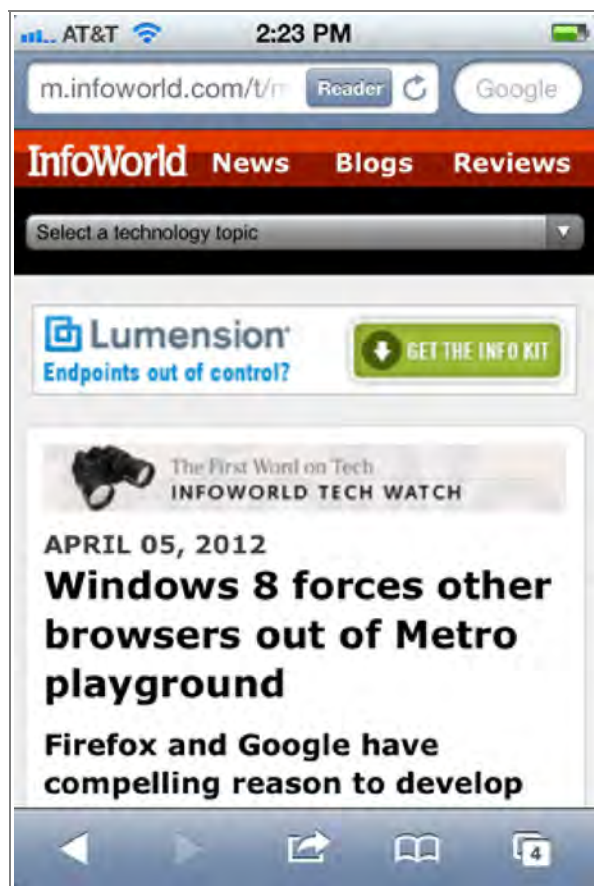 AT&T 2:23 PM
m.infoworld.com/t/ Reader Google
InfoWorld News Blogs Reviews
Select a technology topic
Lumension
Endpoints out of control?
GET THE INFO KIT
The First Word on Tech
INFOWORLD TECH WATCH
APRIL 05, 2012
Windows 8 forces other
browsers out of Metro
playground
Firefox and Google have
compelling reason to develop
4